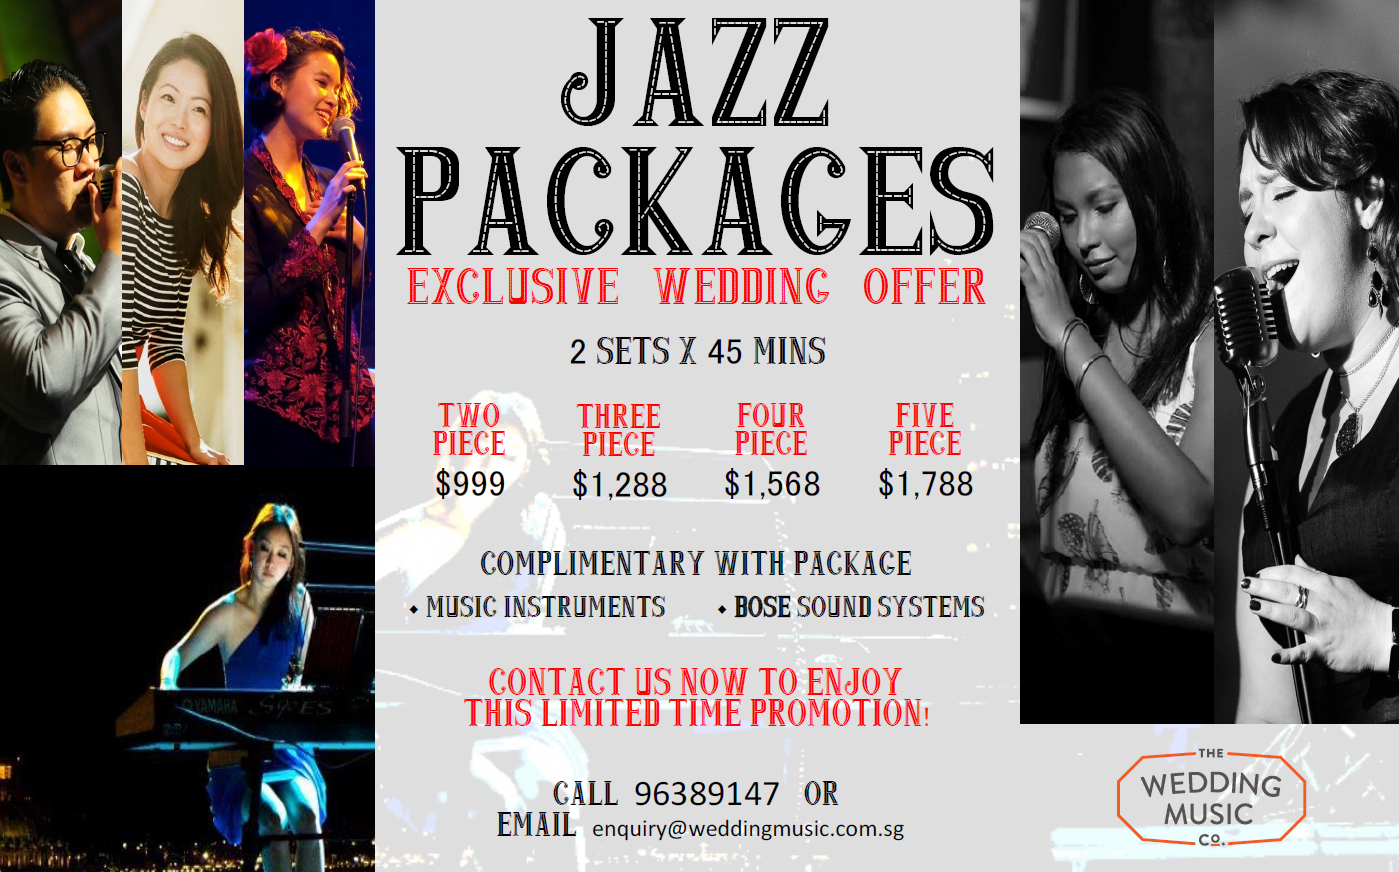 JAZZ
PACKAGES
EXCLUSIVE WEDDING OFFER
2 SETS X 45 MINS
TWO PIECE
$999
THREE PIECE
$1,288
FOUR PIECE
$1,568
FIVE PIECE
$1,788
COMPLIMENTARY WITH PACKAGE
• MUSIC INSTRUMENTS • BOSE SOUND SYSTEMS
CONTACT US NOW TO ENJOY
THIS LIMITED TIME PROMOTION!
CALL 96389147 OR
EMAIL enquiry@weddingmusic.com.sg
THE
WEDDING
MUSIC
Co.
YAMAHA